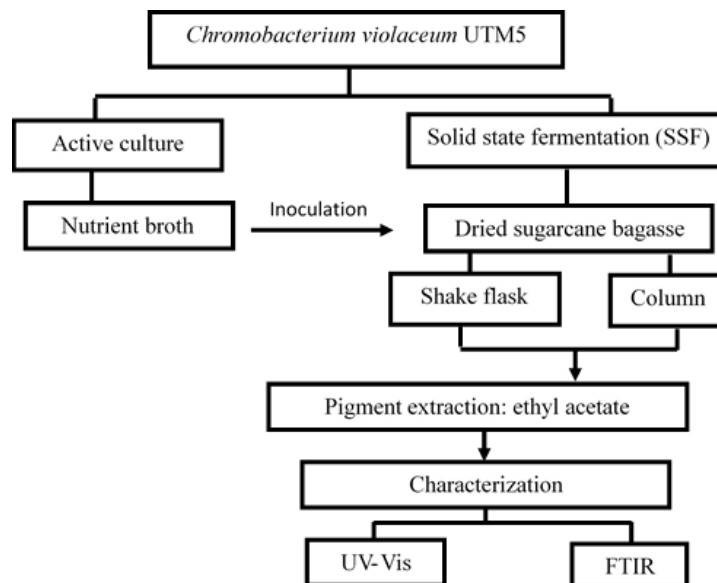 Chromobacterium violaceum UTM5
Active culture
Solid state fermentation (SSF)
Nutrient broth
Inoculation
Dried sugarcane bagasse
Shake flask
Column
Pigment extraction: ethyl acetate
Characterization
UV-Vis
FTIR